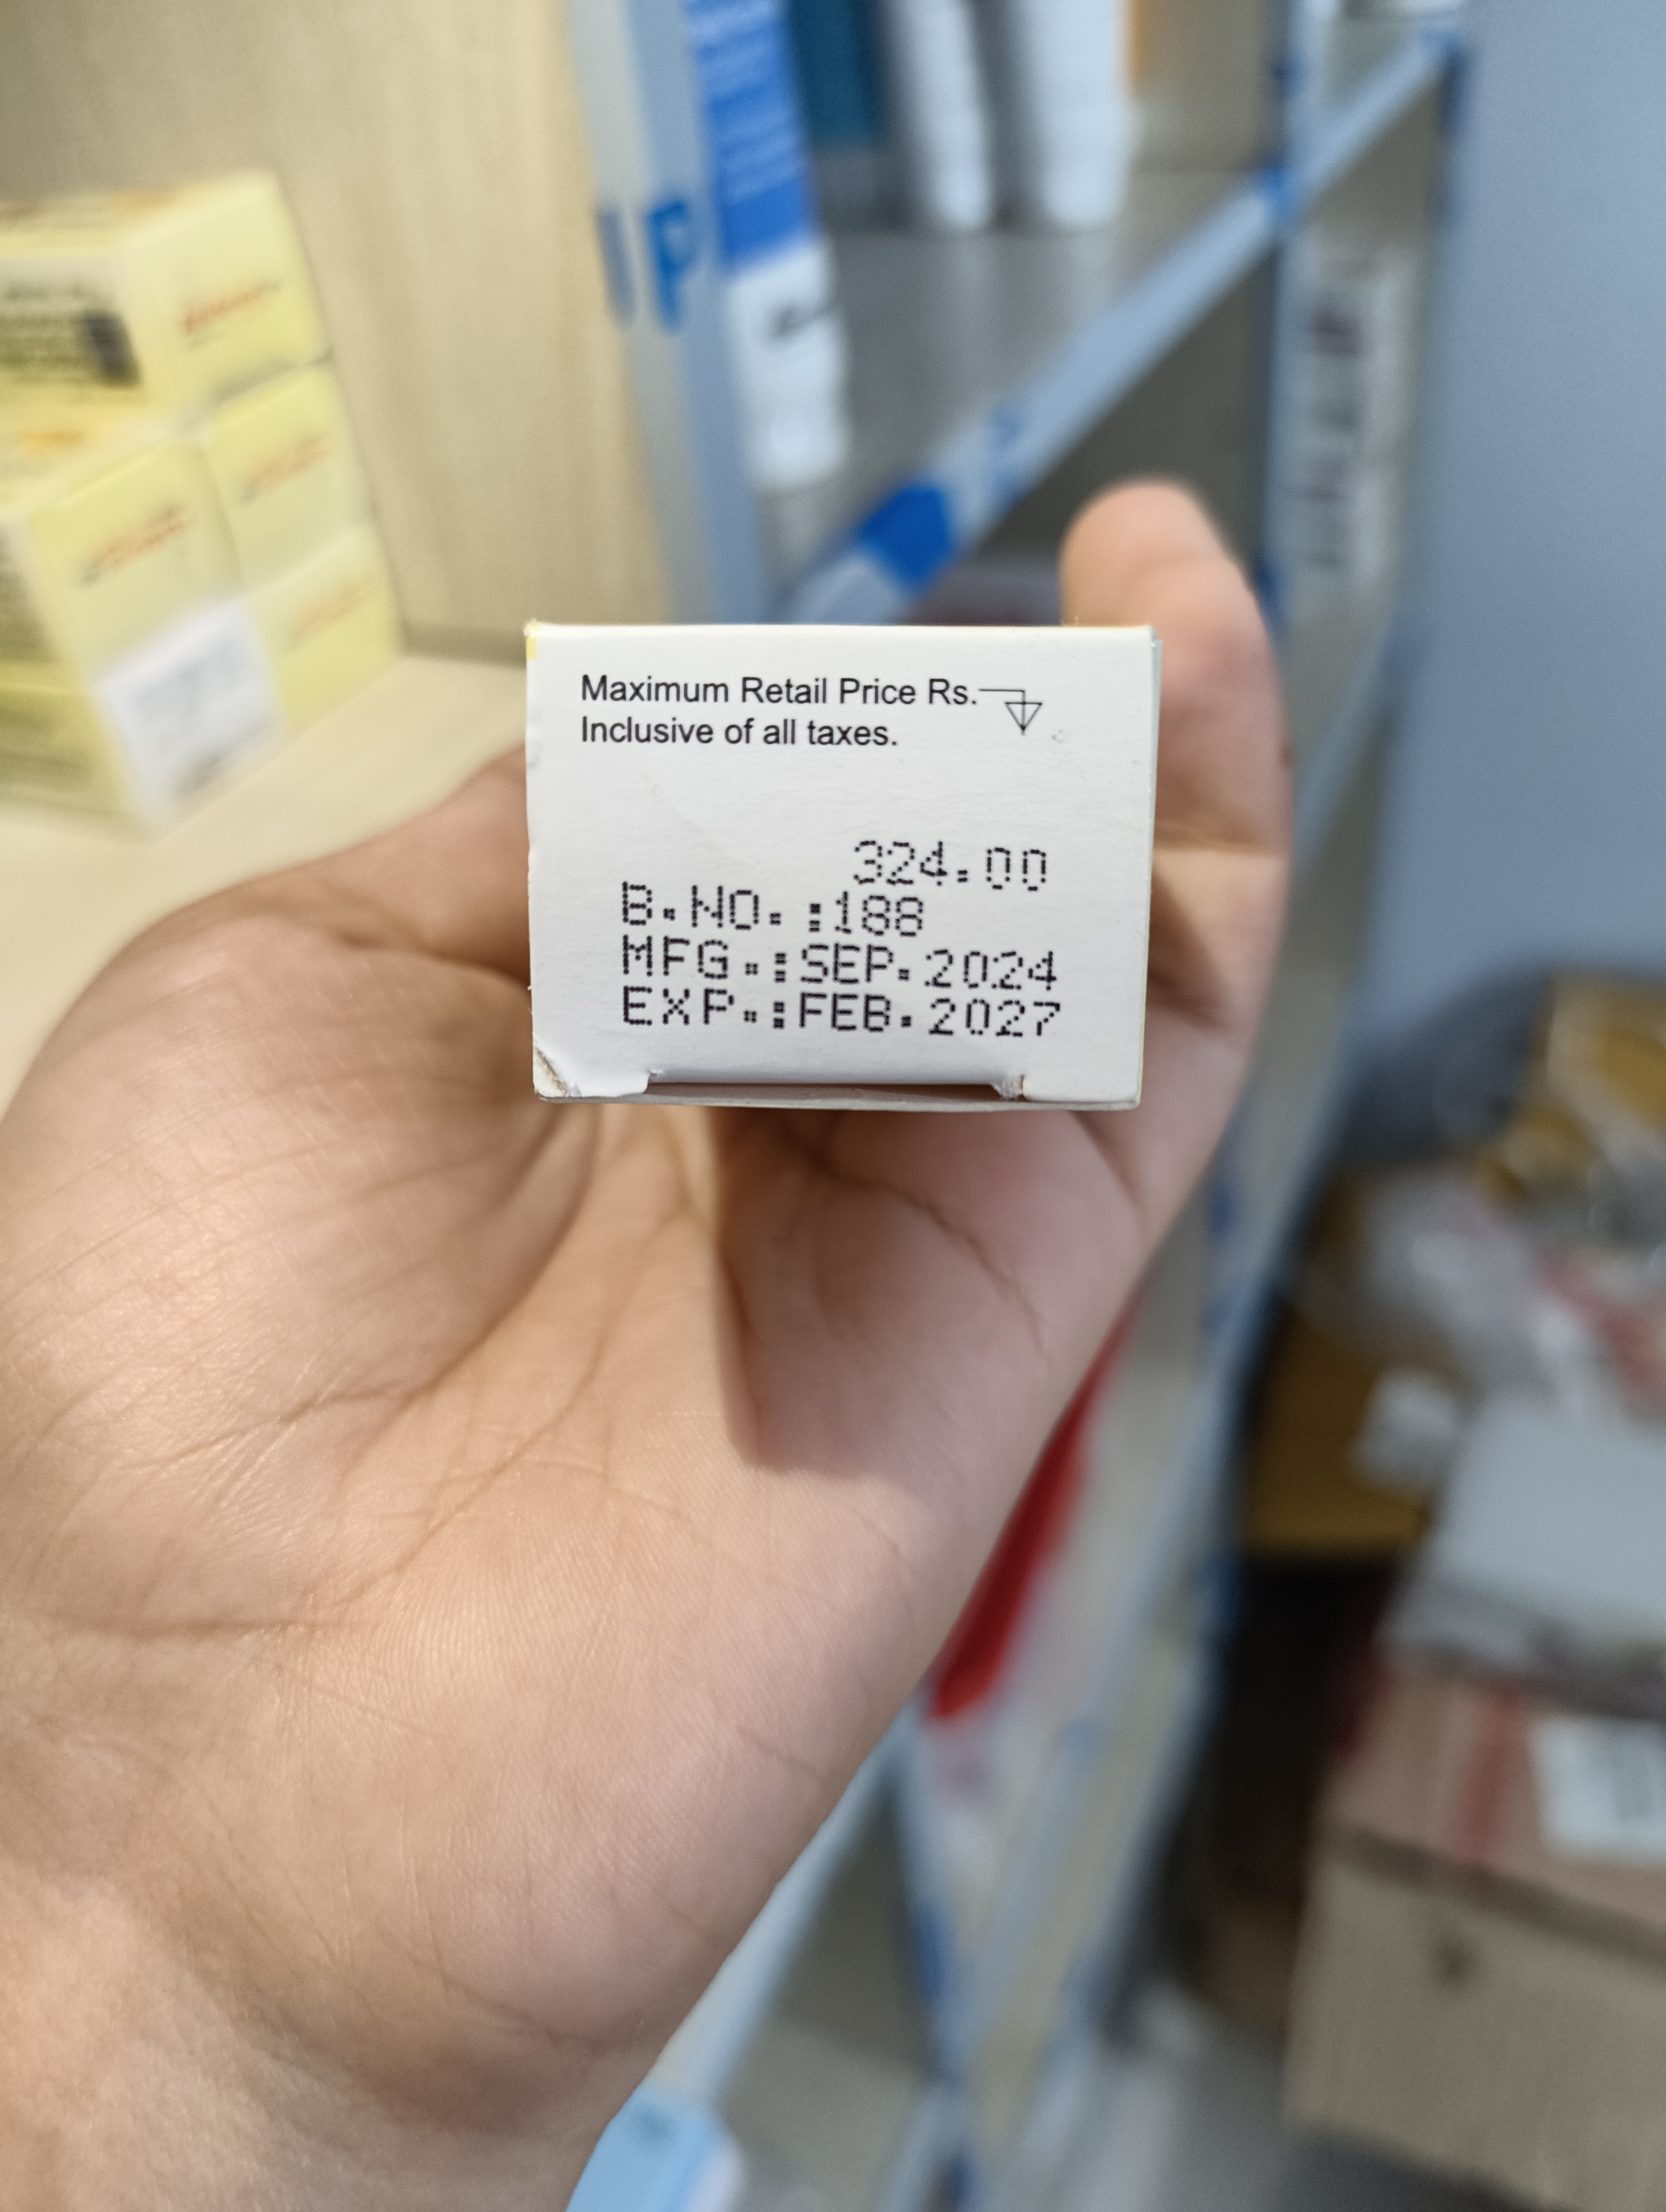 Maximum Retail Price Rs.
Inclusive of all taxes.
324.00
B.NO.:188
MFG.:SEP.2024
EXP.:FEB.2027